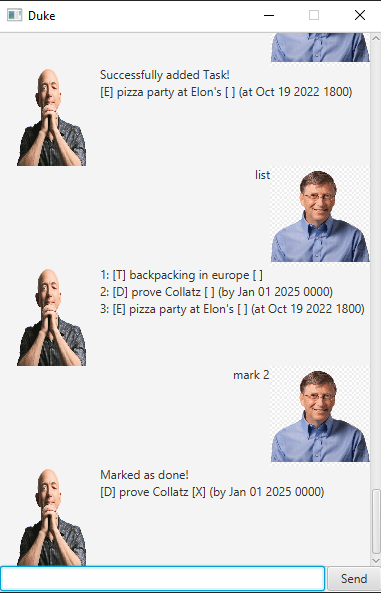 Duke
Successfully added Task!
[E] pizza party at Elon's [ ] (at Oct 19 2022 1800)
list
1: [T] backpacking in europe [ ]
2: [D] prove Collatz [ ] (by Jan 01 2025 0000)
3: [E] pizza party at Elon's [ ] (at Oct 19 2022 1800)
mark 2
Marked as done!
[D] prove Collatz [X] (by Jan 01 2025 0000)
Send